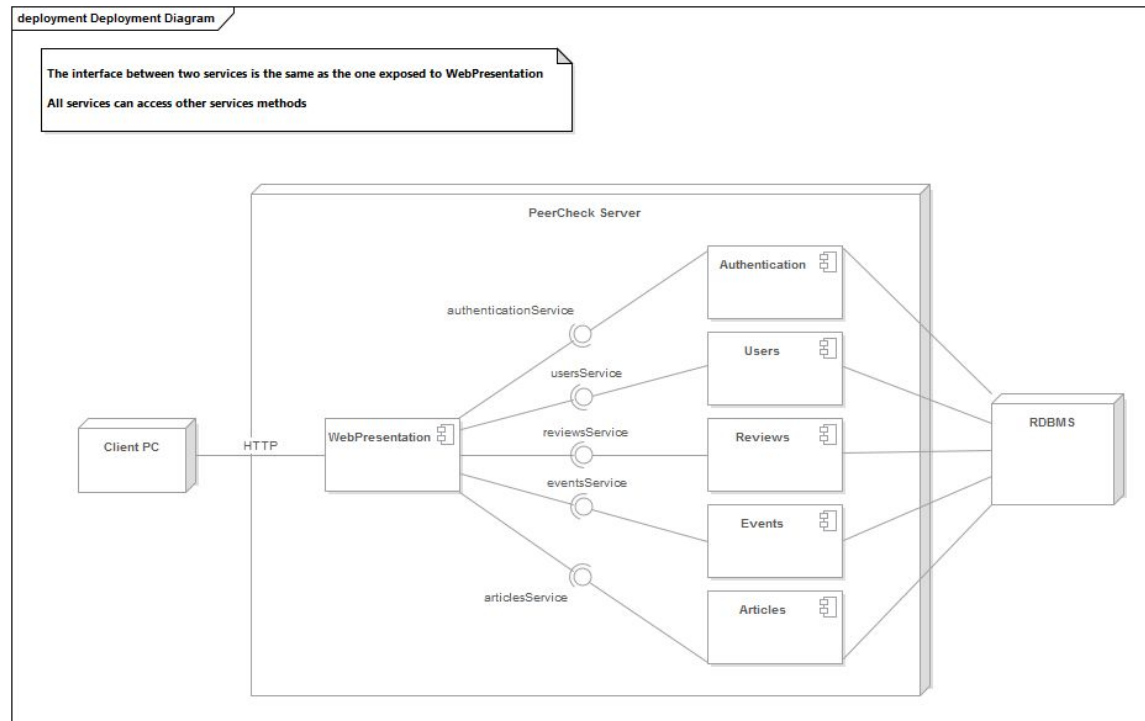 deployment Deployment Diagram
The interface between two services is the same as the one exposed to WebPresentation
All services can access other services methods
PeerCheck Server
Authentication
authenticationService
Users
usersService
Client PC
HTTP
WebPresentation
reviewsService
Reviews
RDBMS
eventsService
Events
articlesService
Articles